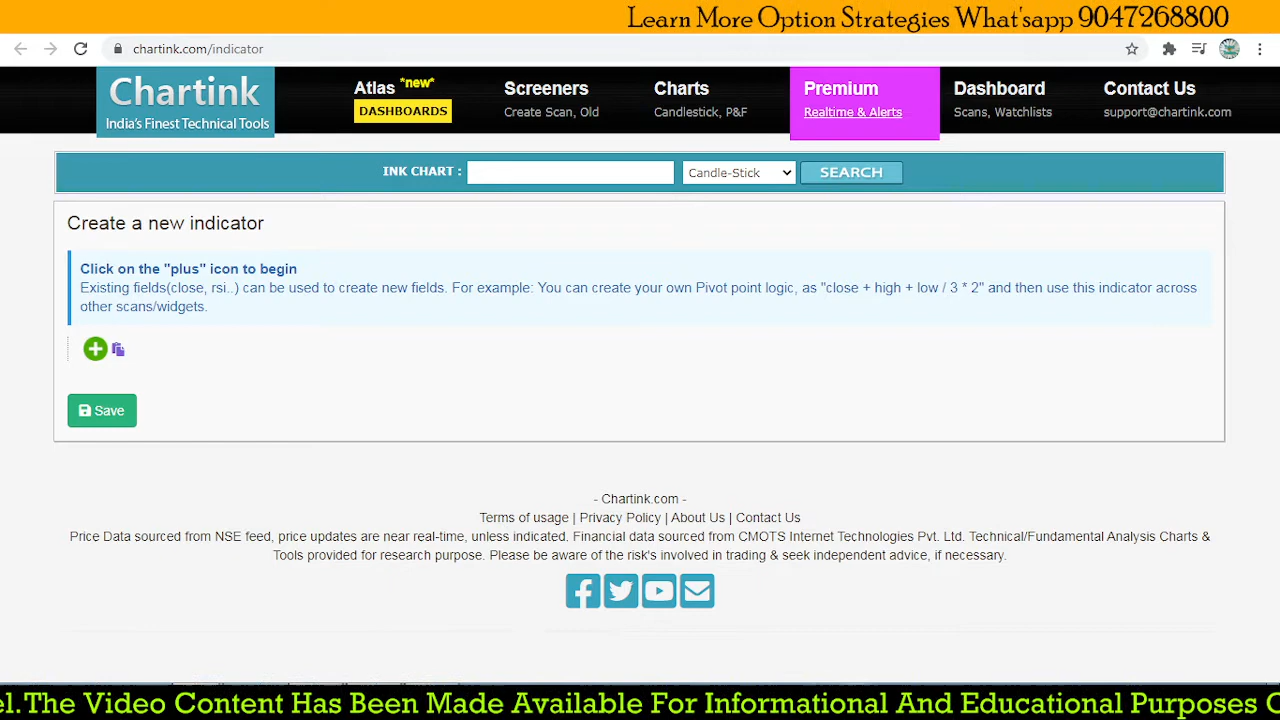 Learn More Option Strategies What'sapp 9047268800
chartink.com/indicator
Chartink
India's Finest Technical Tools
Atlas *new*
DASHBOARDS
Screeners
Create Scan, Old
Charts
Candlestick, P&F
Premium
Realtime & Alerts
Dashboard
Scans, Watchlists
Contact Us
support@chartink.com
INK CHART :
Candle-Stick
SEARCH
Create a new indicator
Click on the "plus" icon to begin
Existing fields(close, rsi..) can be used to create new fields. For example: You can create your own Pivot point logic, as "close + high + low / 3 * 2" and then use this indicator across
other scans/widgets.
Save
- Chartink.com -
Terms of usage | Privacy Policy | About Us | Contact Us
Price Data sourced from NSE feed, price updates are near real-time, unless indicated. Financial data sourced from CMOTS Internet Technologies Pvt. Ltd. Technical/Fundamental Analysis Charts &
Tools provided for research purpose. Please be aware of the risk's involved in trading & seek independent advice, if necessary.
el.The Video Content Has Been Made Available For Informational And Educational Purposes